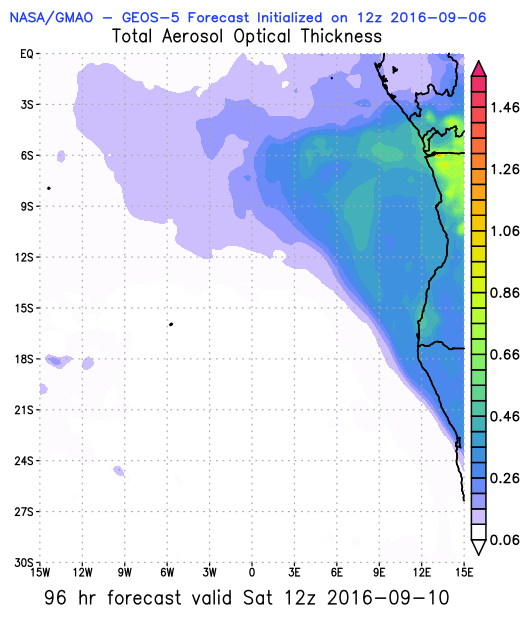 NASA/GMAO - GEOS-5 Forecast Initialized on 12z 2016-09-06
Total Aerosol Optical Thickness
EQ
3S
6S
9S
12S
15S
18S
21S
24S
27S
30S
15W 12W 9W 6W 3W 0 3E 6E 9E 12E 15E
1.46
1.26
1.06
0.86
0.66
0.46
0.26
0.06
96 hr forecast valid Sat 12z 2016-09-10